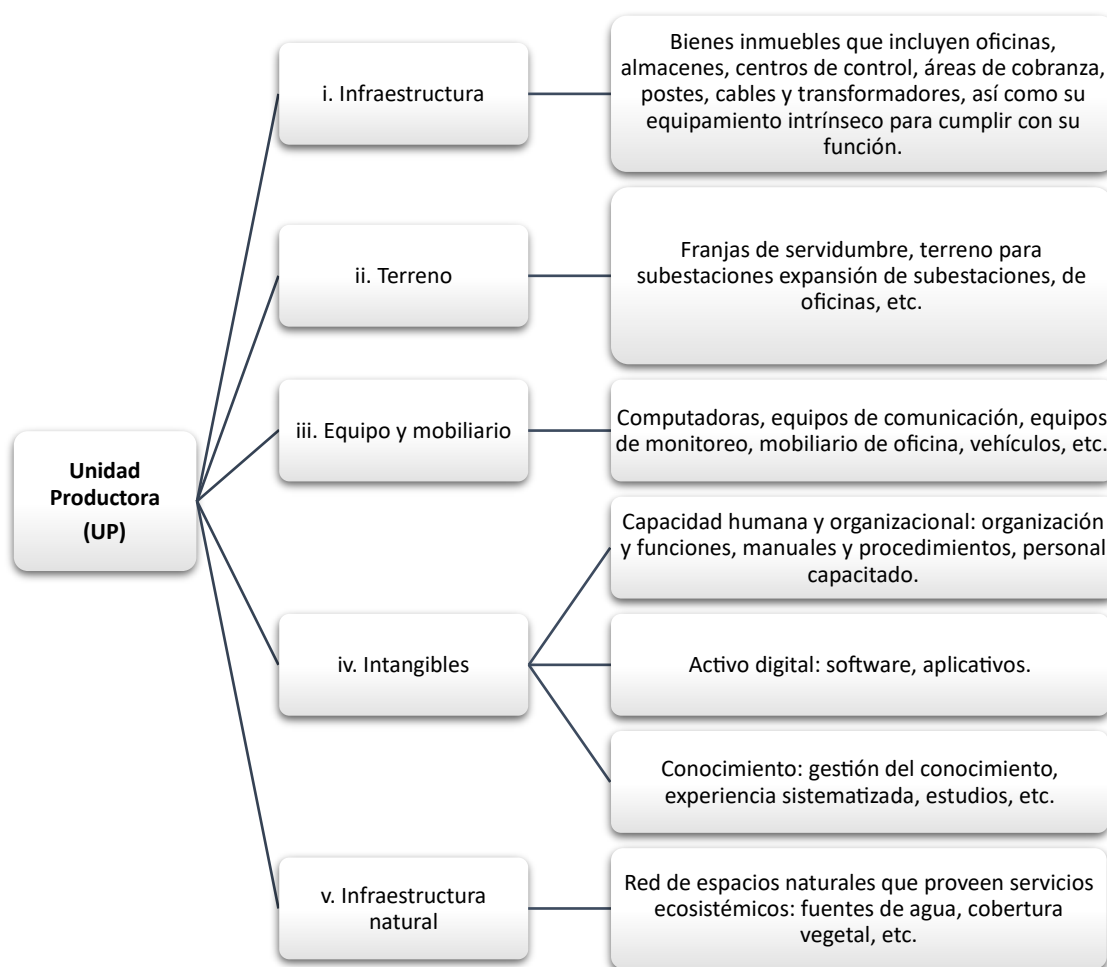 Unidad
Productora
(UP)
i. Infraestructura
Bienes inmuebles que incluyen oficinas,
almacenes, centros de control, áreas de cobranza,
postes, cables y transformadores, así como su
equipamiento intrínseco para cumplir con su
función.
ii. Terreno
Franjas de servidumbre, terreno para
subestaciones expansión de subestaciones, de
oficinas, etc.
iii. Equipo y mobiliario
Computadoras, equipos de comunicación, equipos
de monitoreo, mobiliario de oficina, vehículos, etc.
iv. Intangibles
Capacidad humana y organizacional: organización
y funciones, manuales y procedimientos, personal
capacitado.
Activo digital: software, aplicativos.
Conocimiento: gestión del conocimiento,
experiencia sistematizada, estudios, etc.
v. Infraestructura
natural
Red de espacios naturales que proveen servicios
ecosistémicos: fuentes de agua, cobertura
vegetal, etc.